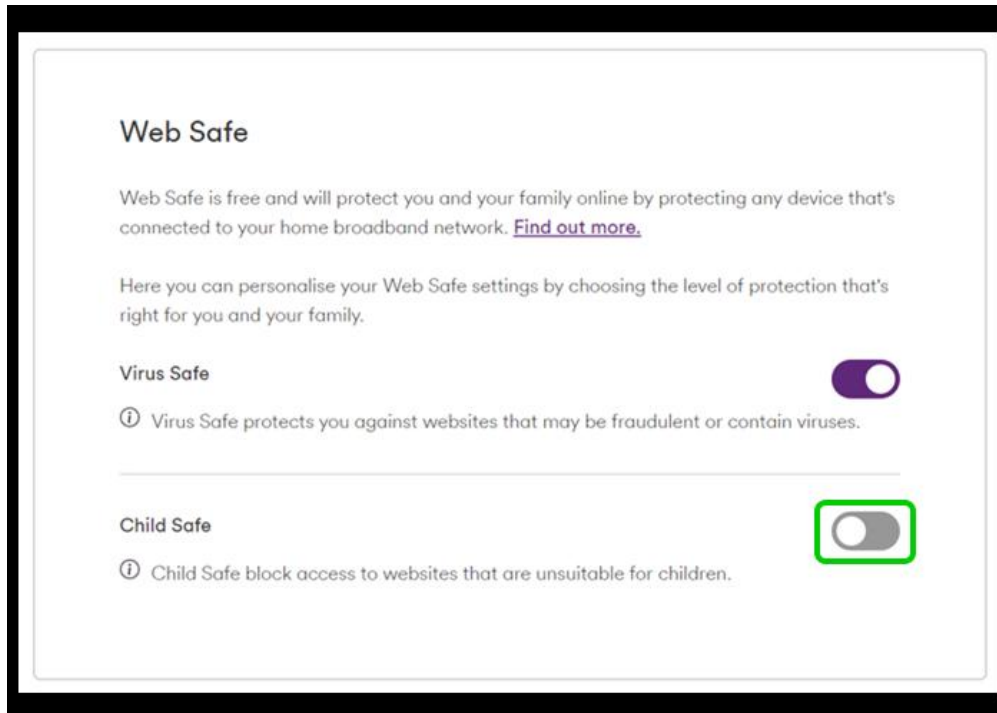 Web Safe
Web Safe is free and will protect you and your family online by protecting any device that's
connected to your home broadband network. Find out more.
Here you can personalise your Web Safe settings by choosing the level of protection that's
right for you and your family.
Virus Safe
Virus Safe protects you against websites that may be fraudulent or contain viruses.
Child Safe
Child Safe block access to websites that are unsuitable for children.